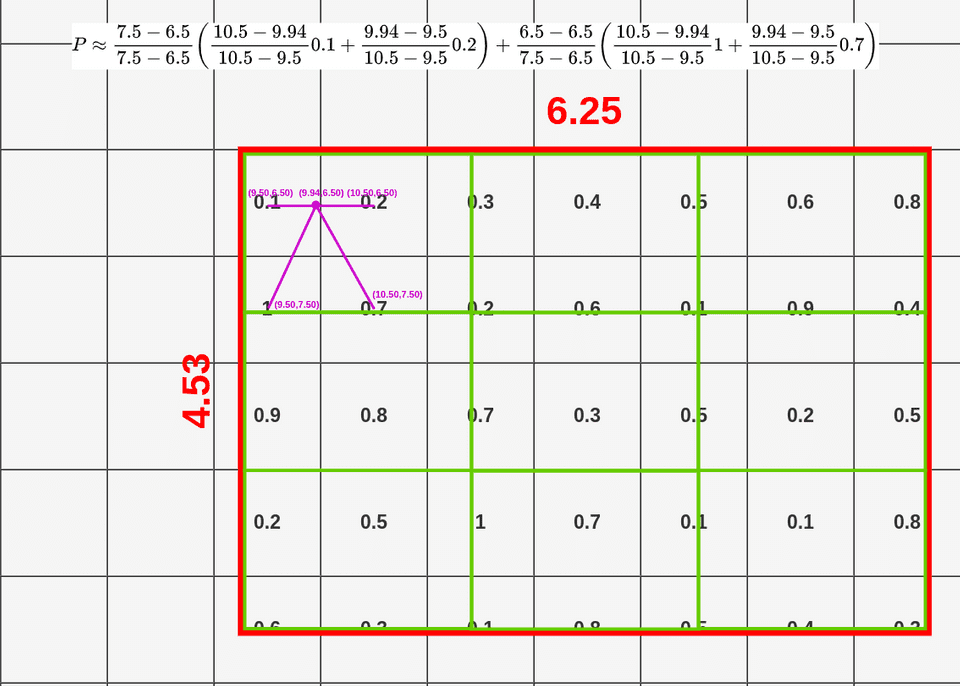 P ≈ \frac{7.5 − 6.5}{7.5 − 6.5} ( \frac{10.5 − 9.94}{10.5 − 9.5} 0.1 + \frac{9.94 − 9.5}{10.5 − 9.5} 0.2 ) + \frac{6.5 − 6.5}{7.5 − 6.5} ( \frac{10.5 − 9.94}{10.5 − 9.5} 1 + \frac{9.94 − 9.5}{10.5 − 9.5} 0.7 )
6.25
(9.50,6.50) (9.94,6.50) (10.50,6.50)
0.1 0.2 0.3 0.4 0.5 0.6 0.8
(10.50,7.50)
(9.50,7.50)
1 0.7 0.2 0.6 0.1 0.9 0.4
4.53
0.9 0.8 0.7 0.3 0.5 0.2 0.5
0.2 0.5 1 0.7 0.1 0.1 0.8